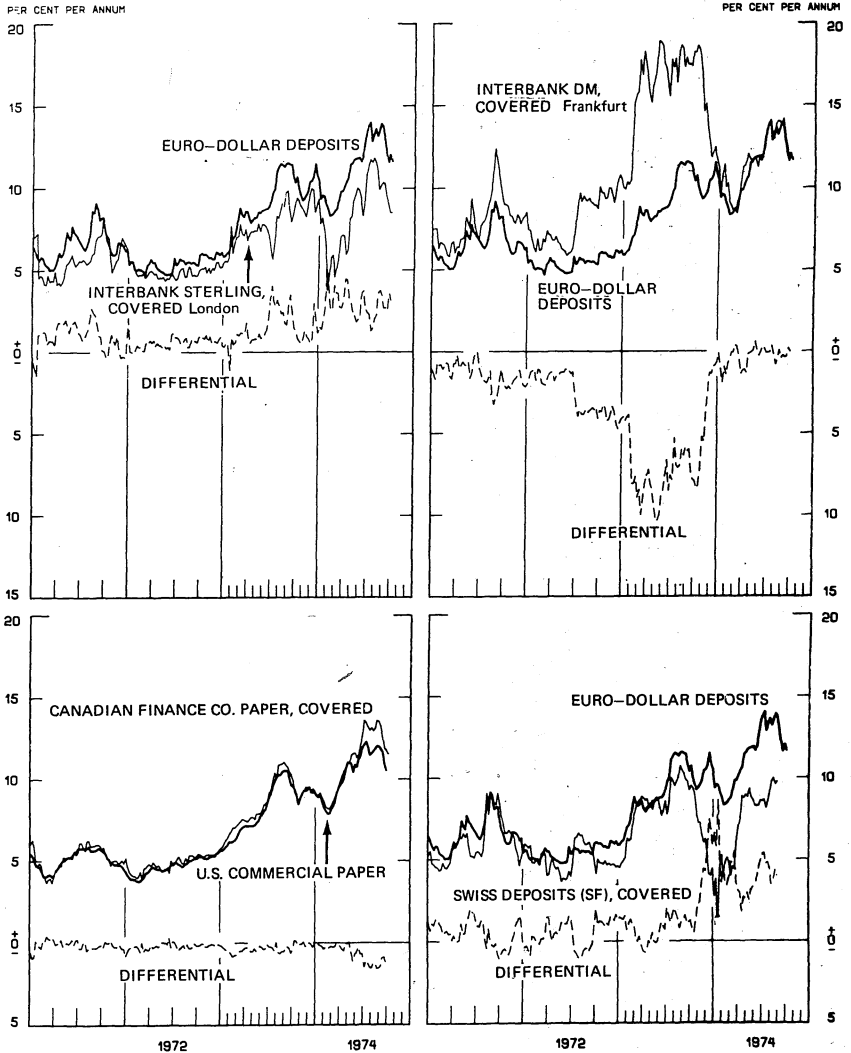 PER CENT PER ANNUM
PER CENT PER ANNUM
20
15
10
5
+
0
−
5
10
15
EURO–DOLLAR DEPOSITS
INTERBANK STERLING,
COVERED London
DIFFERENTIAL
20
15
10
5
+
0
−
5
10
15
INTERBANK DM,
COVERED Frankfurt
EURO–DOLLAR
DEPOSITS
DIFFERENTIAL
20
15
10
5
+
0
−
5
CANADIAN FINANCE CO. PAPER, COVERED
U.S. COMMERCIAL PAPER
DIFFERENTIAL
1972
1974
20
15
10
5
+
0
−
5
EURO–DOLLAR DEPOSITS
SWISS DEPOSITS (SF), COVERED
DIFFERENTIAL
1972
1974